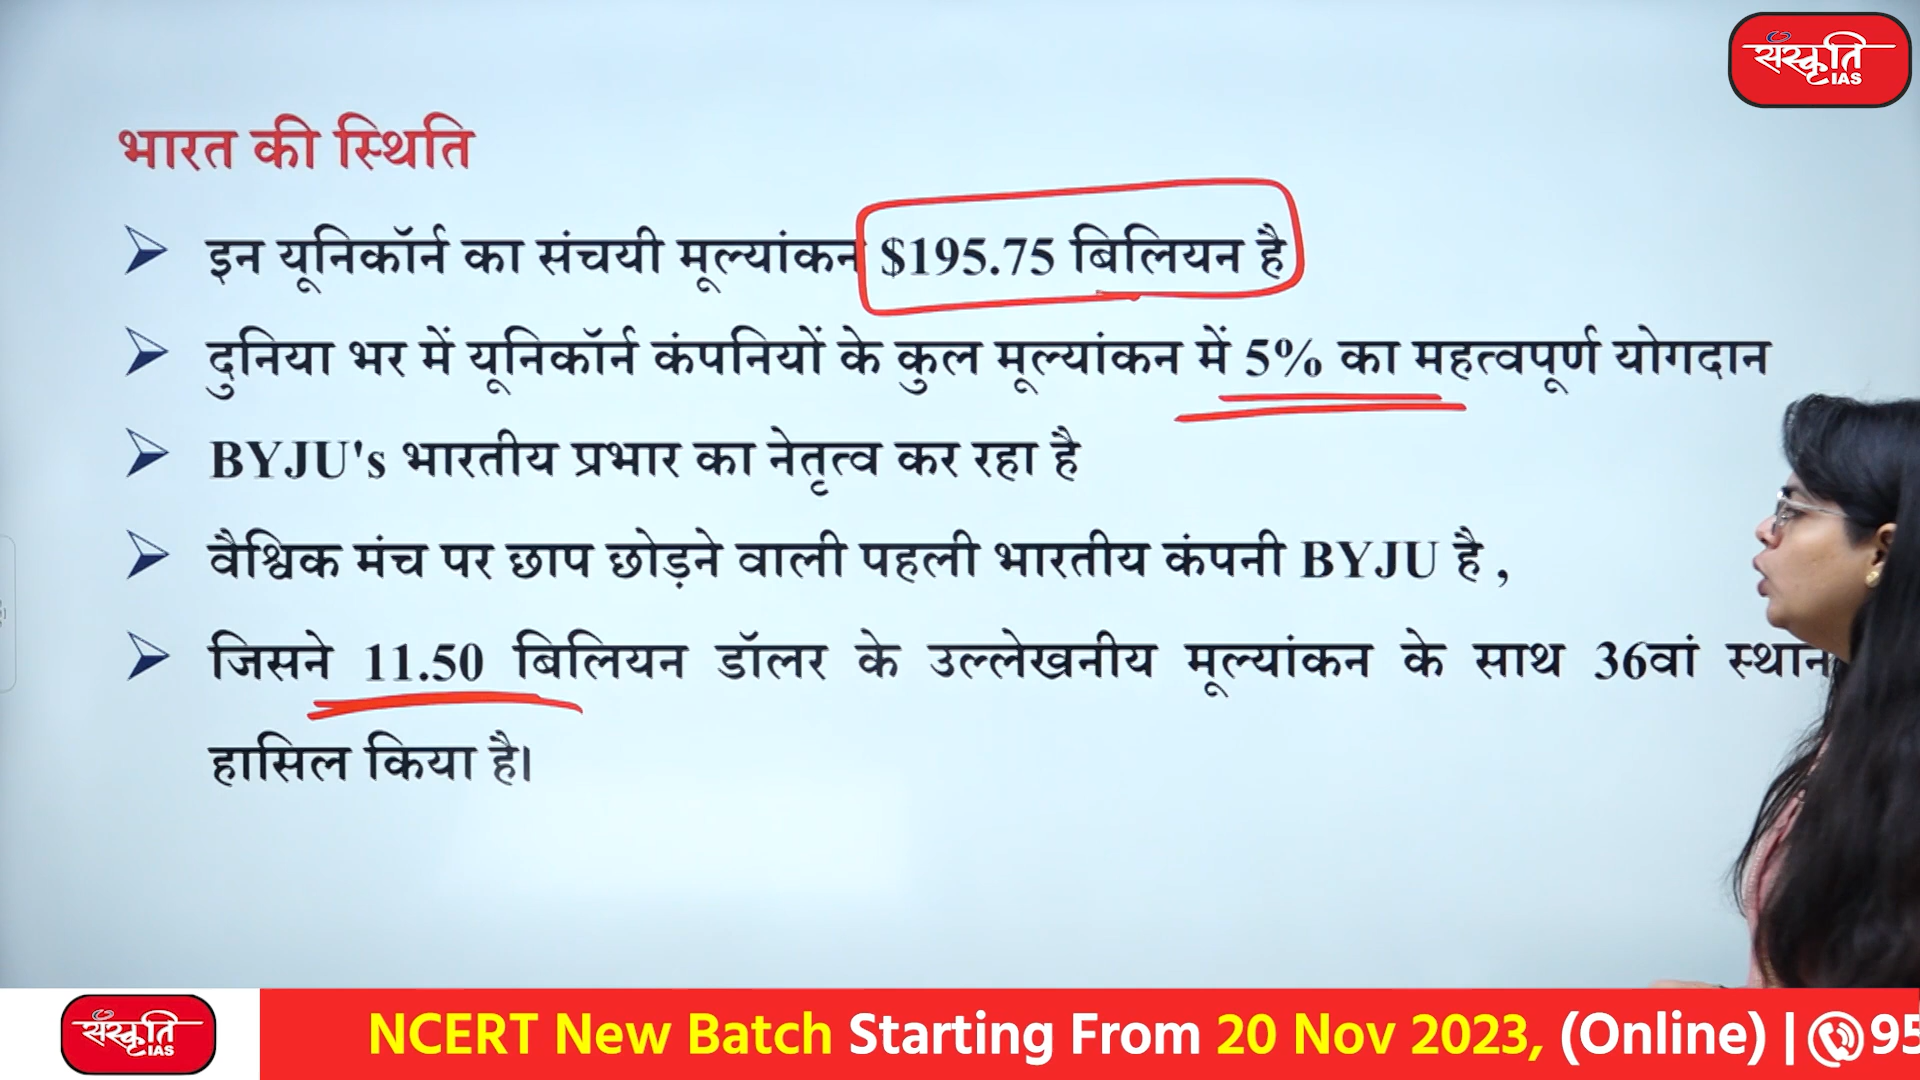 संस्कृति
IAS
भारत की स्थिति
इन यूनिकॉर्न का संचयी मूल्यांकन $195.75 बिलियन है
दुनिया भर में यूनिकॉर्न कंपनियों के कुल मूल्यांकन में 5% का महत्वपूर्ण योगदान
BYJU's भारतीय प्रभार का नेतृत्व कर रहा है
वैश्विक मंच पर छाप छोड़ने वाली पहली भारतीय कंपनी BYJU है ,
जिसने 11.50 बिलियन डॉलर के उल्लेखनीय मूल्यांकन के साथ 36वां स्थान
हासिल किया है।
संस्कृति
IAS
NCERT New Batch Starting From 20 Nov 2023, (Online) | 95